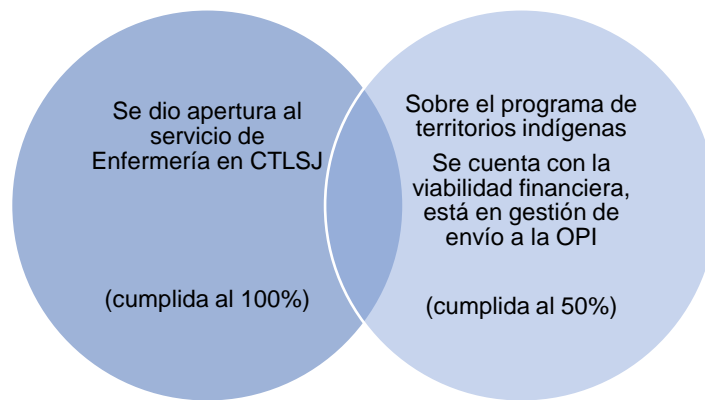 Se dio apertura al
servicio de
Enfermería en CTLSJ
(cumplida al 100%)
Sobre el programa de
territorios indígenas
Se cuenta con la
viabilidad financiera,
está en gestión de
envío a la OPI
(cumplida al 50%)